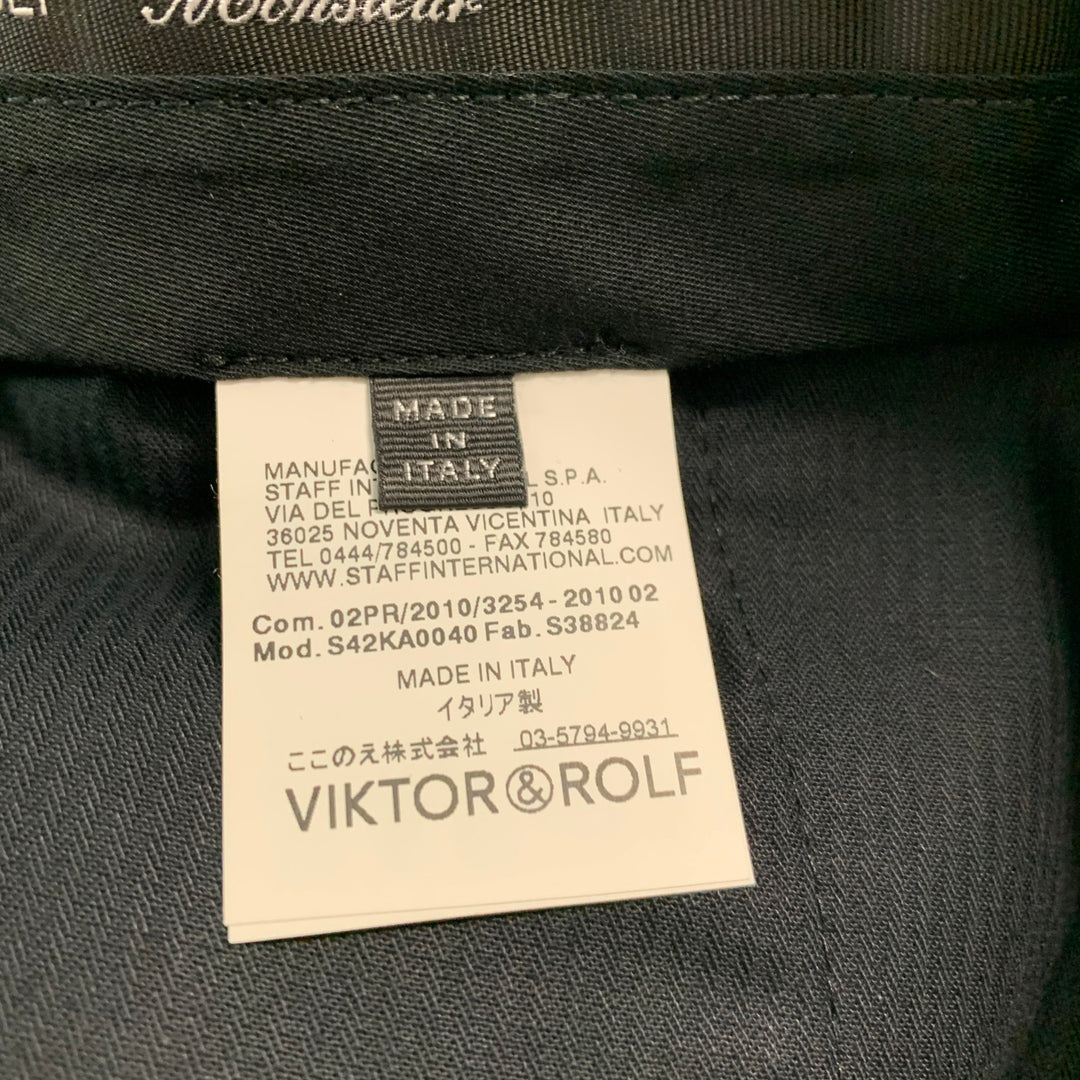 Monsieur
MADE
IN
ITALY
STAFF S.P.A.
VIA DEL 10
36025 NOVENTA VICENTINA ITALY
TEL 0444/784500 - FAX 784580
WWW.STAFFINTERNATIONAL.COM
Com. 02PR/2010/3254 - 2010 02
Mod. S42KA0040 Fab. S38824
MADE IN ITALY
イタリア製
ここのえ株式会社 03-5794-9931
VIKTOR&ROLF